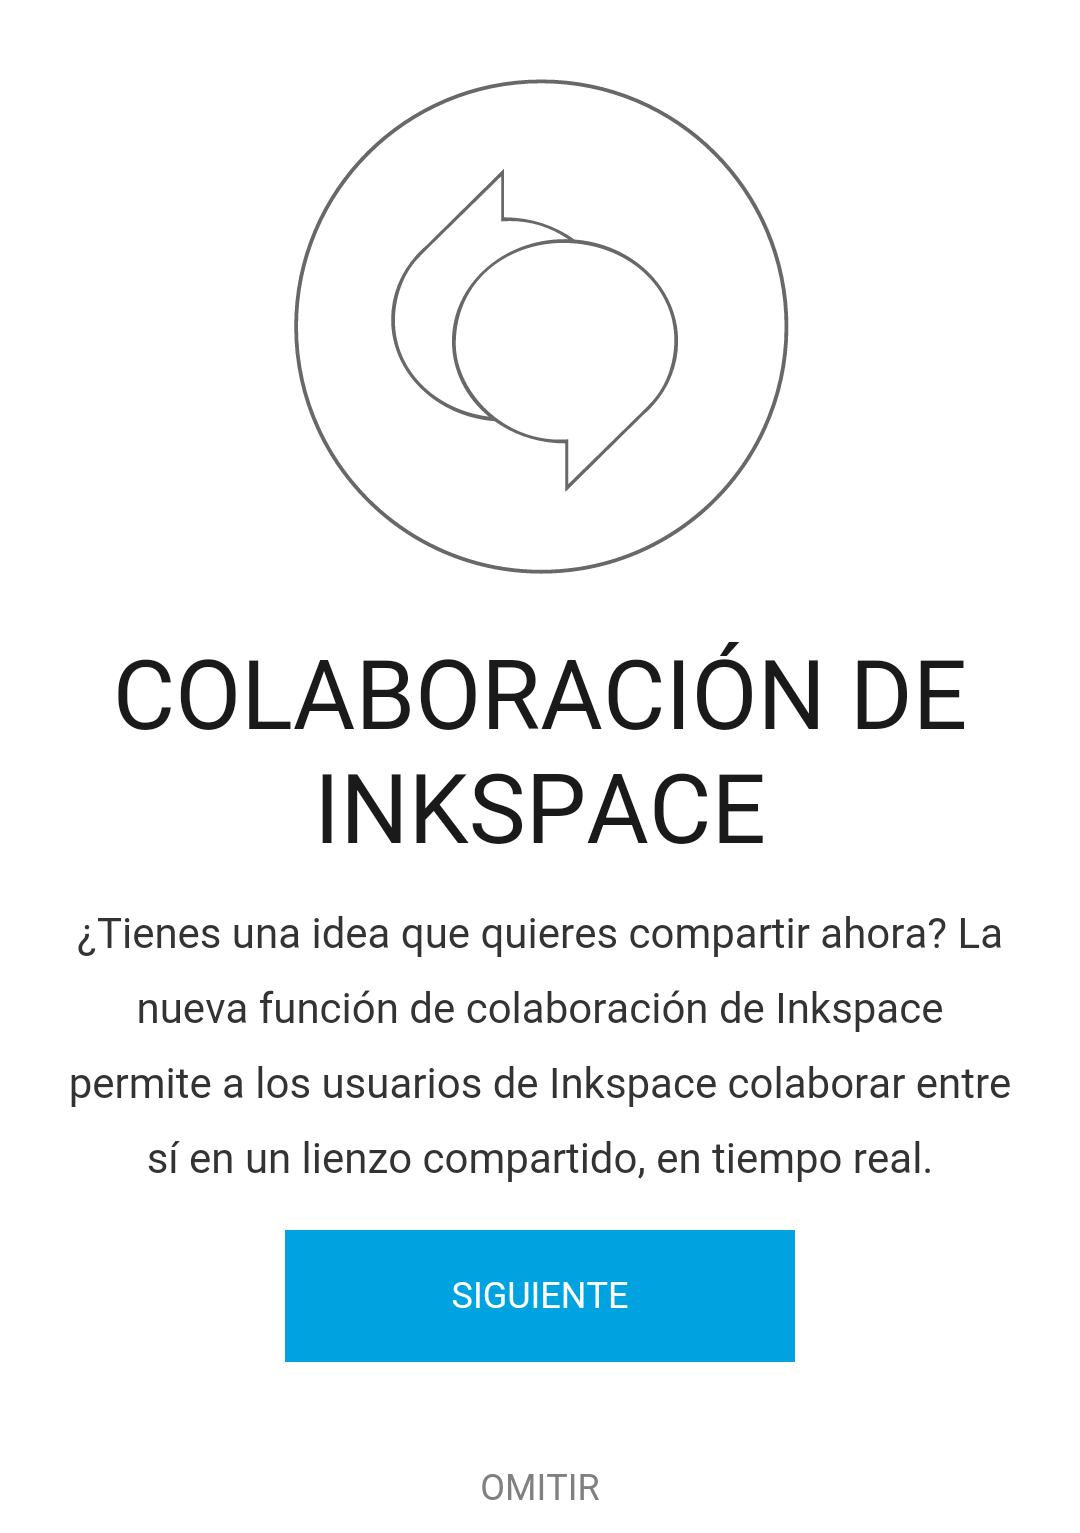 COLABORACIÓN DE
INKSPACE
¿Tienes una idea que quieres compartir ahora? La
nueva función de colaboración de Inkspace
permite a los usuarios de Inkspace colaborar entre
sí en un lienzo compartido, en tiempo real.
SIGUIENTE
OMITIR